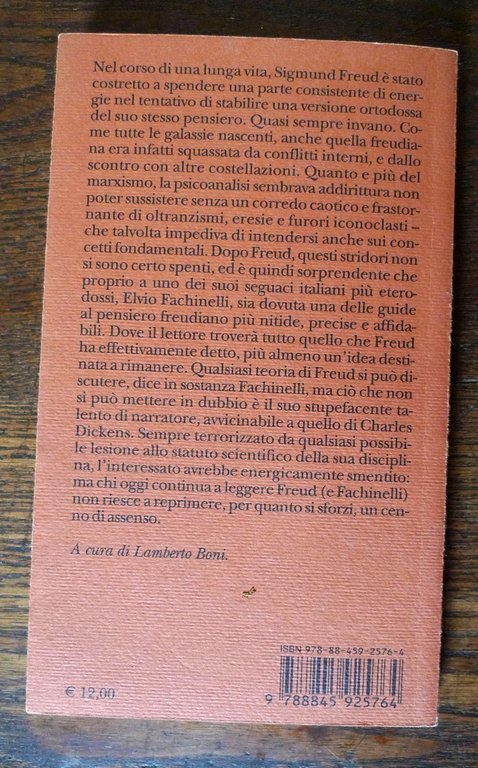 Nel corso di una lunga vita, Sigmund Freud è stato
costretto a spendere una parte consistente di ener-
gie nel tentativo di stabilire una versione ortodossa
del suo stesso pensiero. Quasi sempre invano. Co-
me tutte le galassie nascenti, anche quella freudia-
na era infatti squassata da conflitti interni, e dallo
scontro con altre costellazioni. Quanto e più del
marxismo, la psicoanalisi sembrava addirittura non
poter sussistere senza un corredo caotico e frastor-
nante di oltranzismi, eresie e furori iconoclasti –
che talvolta impediva di intendersi anche sui con-
cetti fondamentali. Dopo Freud, questi stridori non
si sono certo spenti, ed è quindi sorprendente che
proprio a uno dei suoi seguaci italiani più etero-
dossi, Elvio Fachinelli, sia dovuta una delle guide
al pensiero freudiano più nitide, precise e affida-
bili. Dove il lettore troverà tutto quello che Freud
ha effettivamente detto, più almeno un'idea desti-
nata a rimanere. Qualsiasi teoria di Freud si può di-
scutere, dice in sostanza Fachinelli, ma ciò che non
si può mettere in dubbio è il suo stupefacente ta-
lento di narratore, avvicinabile a quello di Charles
Dickens. Sempre terrorizzato da qualsiasi possibi-
le lesione allo statuto scientifico della sua discipli-
na, l'interessato avrebbe energicamente smentito:
ma chi oggi continua a leggere Freud (e Fachinelli)
non riesce a reprimere, per quanto si sforzi, un cen-
no di assenso.
A cura di Lamberto Boni.
ISBN 978-88-459-2576-4
€ 12,00
9 788845 925764